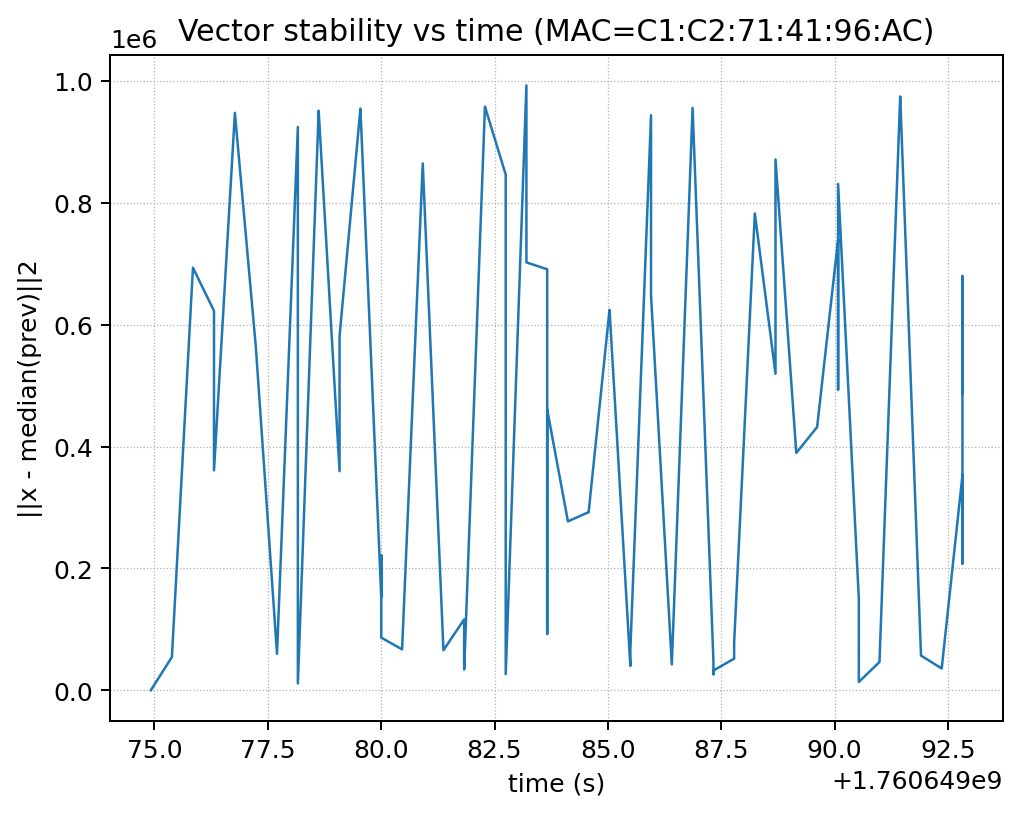 Vector stability vs time (MAC=C1:C2:71:41:96:AC)
1e6
1.0
0.8
0.6
0.4
0.2
0.0
||x - median(prev)||2
75.0 77.5 80.0 82.5 85.0 87.5 90.0 92.5
time (s)
+1.760649e9